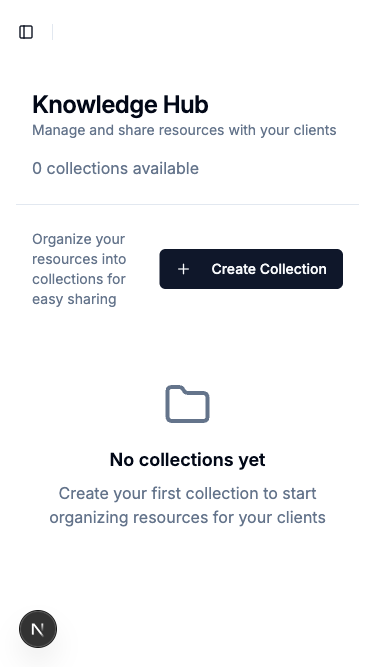 Knowledge Hub
Manage and share resources with your clients
0 collections available
Organize your
resources into
collections for
easy sharing
Create Collection
No collections yet
Create your first collection to start
organizing resources for your clients
N